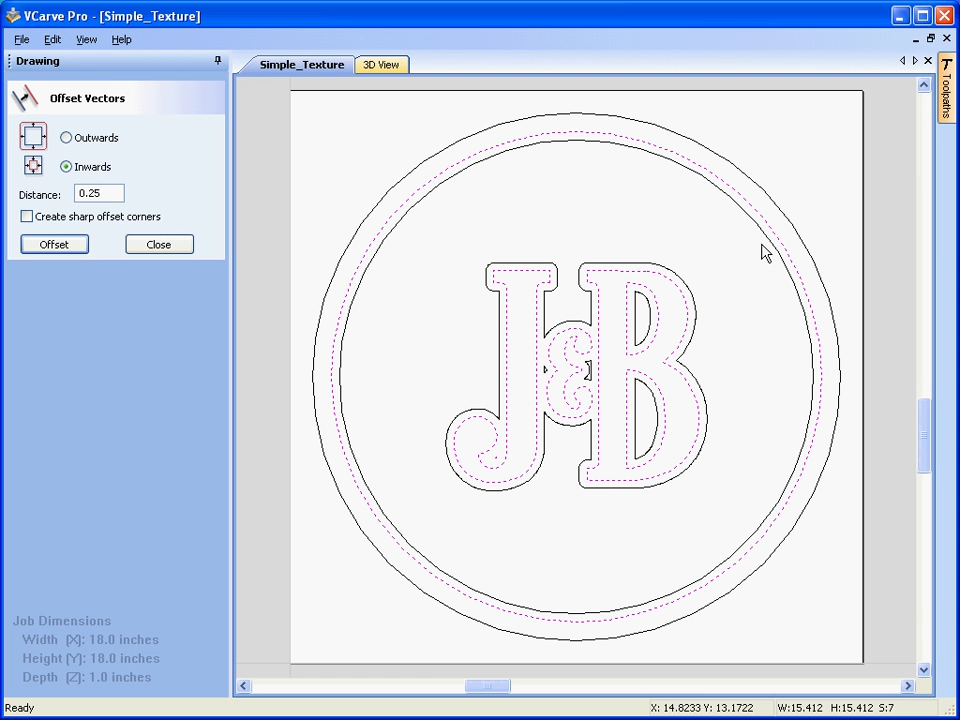 VCarve Pro - [Simple_Texture]
File Edit View Help
Drawing
Simple_Texture 3D View
Toolpaths
Offset Vectors
Outwards
Inwards
Distance: 0.25
Create sharp offset corners
Offset Close
J&B
Job Dimensions
Width (X): 18.0 inches
Height (Y): 18.0 inches
Depth (Z): 1.0 inches
Ready X: 14.8233 Y: 13.1722 W:15.412 H:15.412 S:7